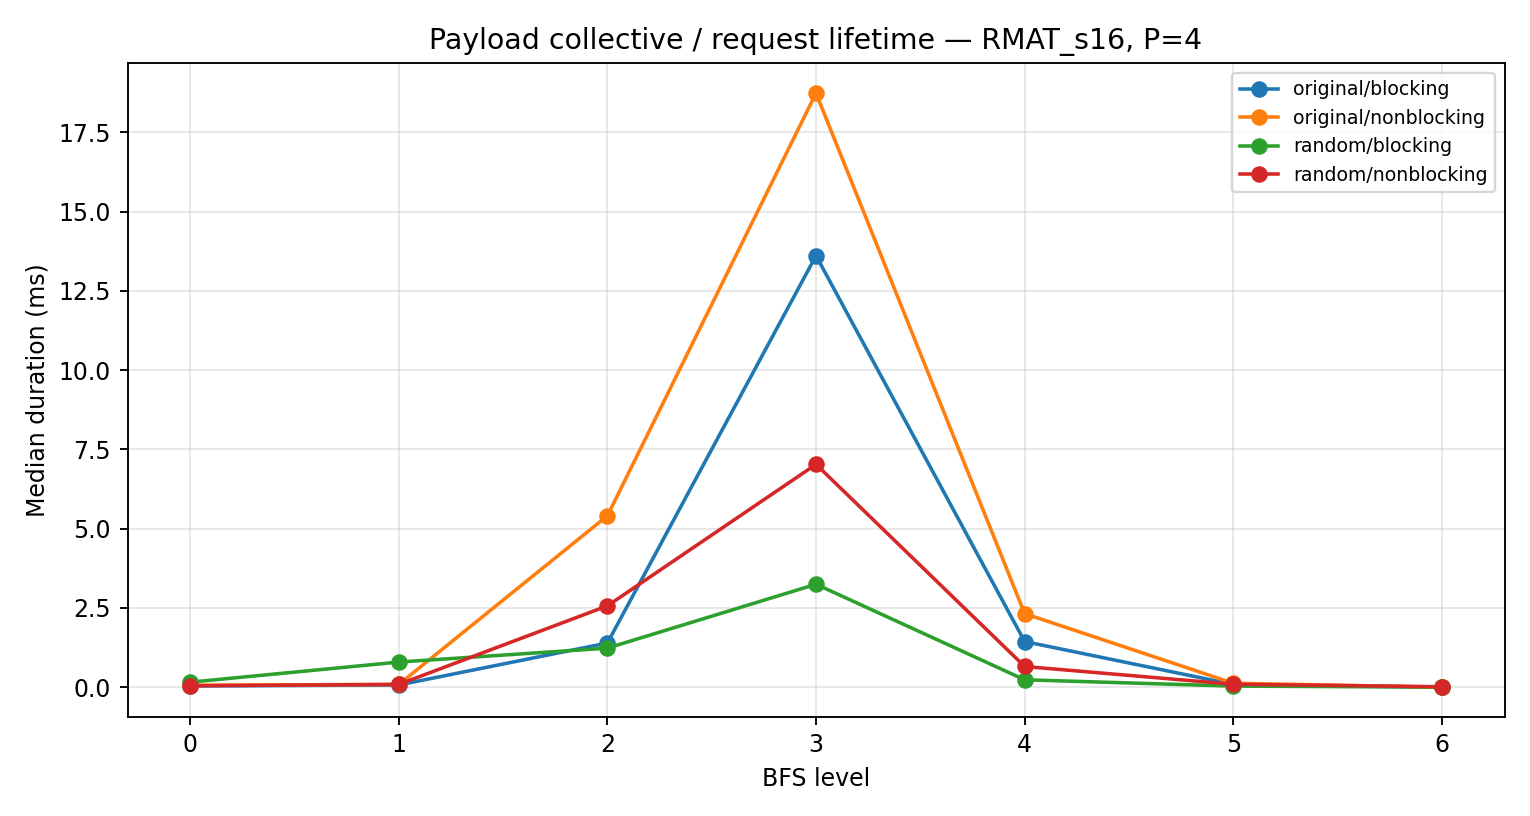 Payload collective / request lifetime — RMAT_s16, P=4
original/blocking
original/nonblocking
random/blocking
random/nonblocking
Median duration (ms)
17.5
15.0
12.5
10.0
7.5
5.0
2.5
0.0
0 1 2 3 4 5 6
BFS level